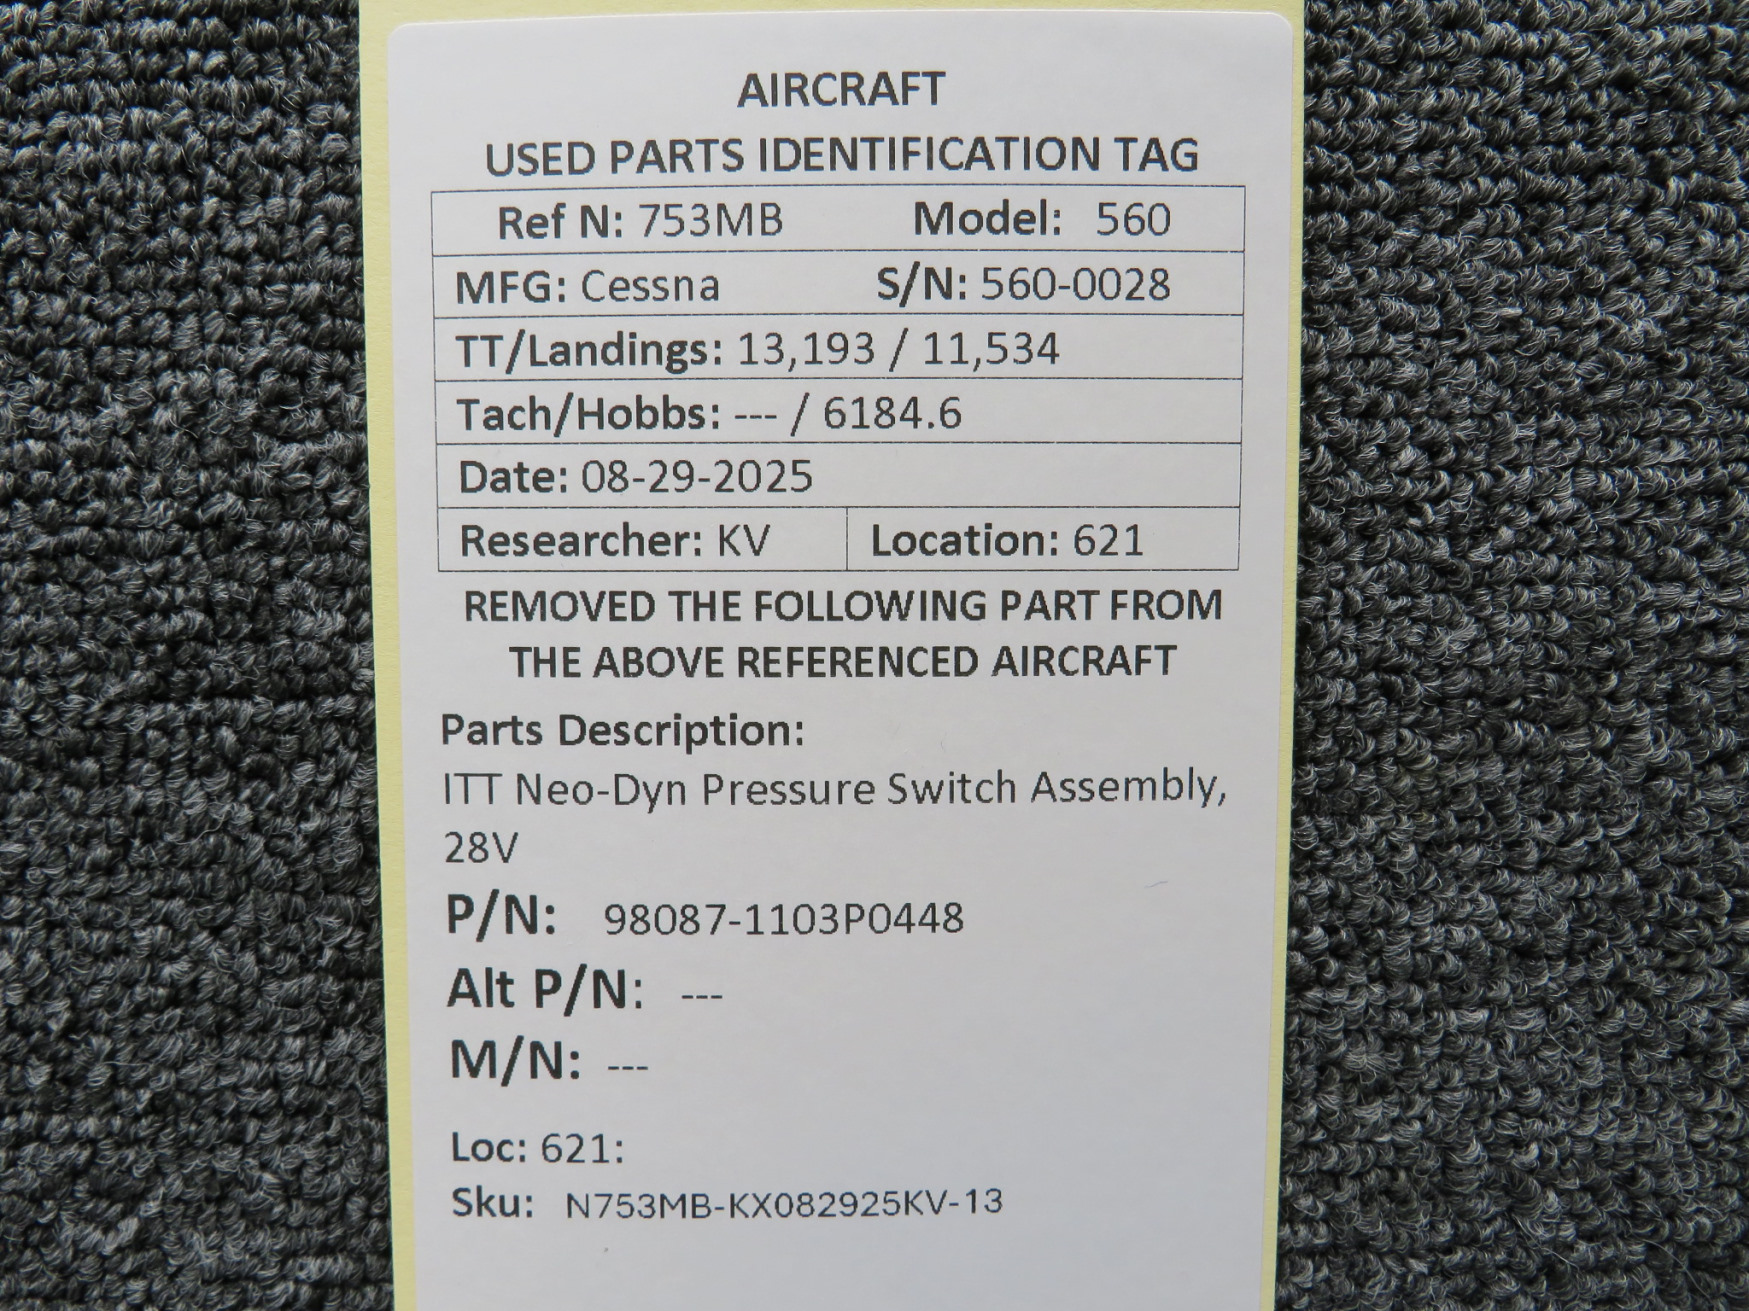 AIRCRAFT
USED PARTS IDENTIFICATION TAG
Ref N: 753MB Model: 560
MFG: Cessna S/N: 560-0028
TT/Landings: 13,193 / 11,534
Tach/Hobbs: --- / 6184.6
Date: 08-29-2025
Researcher: KV Location: 621
REMOVED THE FOLLOWING PART FROM
THE ABOVE REFERENCED AIRCRAFT
Parts Description:
ITT Neo-Dyn Pressure Switch Assembly,
28V
P/N: 98087-1103P0448
Alt P/N: ---
M/N: ---
Loc: 621:
Sku: N753MB-KX082925KV-13